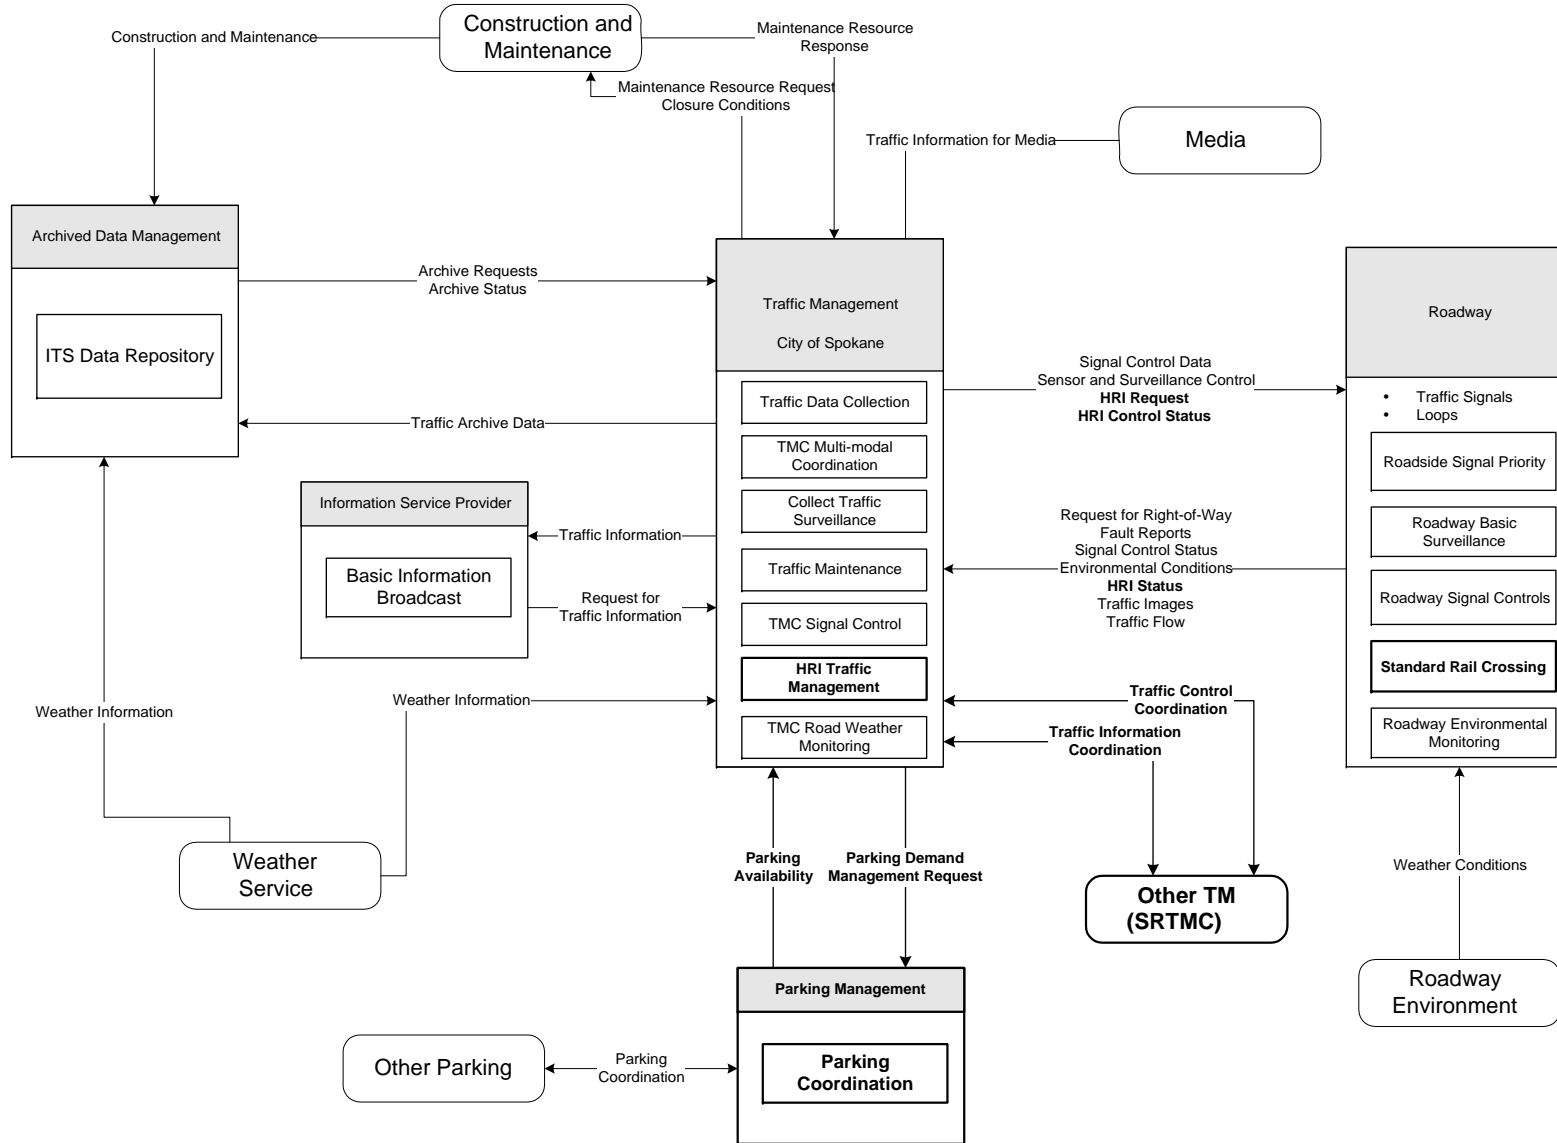 Construction and
Maintenance
Construction and Maintenance
Maintenance Resource
Response
Maintenance Resource Request
Closure Conditions
Traffic Information for Media
Media
Archived Data Management
ITS Data Repository
Archive Requests
Archive Status
Traffic Archive Data
Traffic Management
City of Spokane
Traffic Data Collection
TMC Multi-modal
Coordination
Collect Traffic
Surveillance
Traffic Maintenance
TMC Signal Control
HRI Traffic
Management
TMC Road Weather
Monitoring
Signal Control Data
Sensor and Surveillance Control
HRI Request
HRI Control Status
Request for Right-of-Way
Fault Reports
Signal Control Status
Environmental Conditions
HRI Status
Traffic Images
Traffic Flow
Roadway
• Traffic Signals
• Loops
Roadside Signal Priority
Roadway Basic
Surveillance
Roadway Signal Controls
Standard Rail Crossing
Roadway Environmental
Monitoring
Information Service Provider
Basic Information
Broadcast
Traffic Information
Request for
Traffic Information
Weather Information
Weather Information
Traffic Control
Coordination
Traffic Information
Coordination
Weather
Service
Parking
Availability
Parking Demand
Management Request
Other TM
(SRTMC)
Weather Conditions
Roadway
Environment
Parking Management
Parking
Coordination
Other Parking
Parking
Coordination